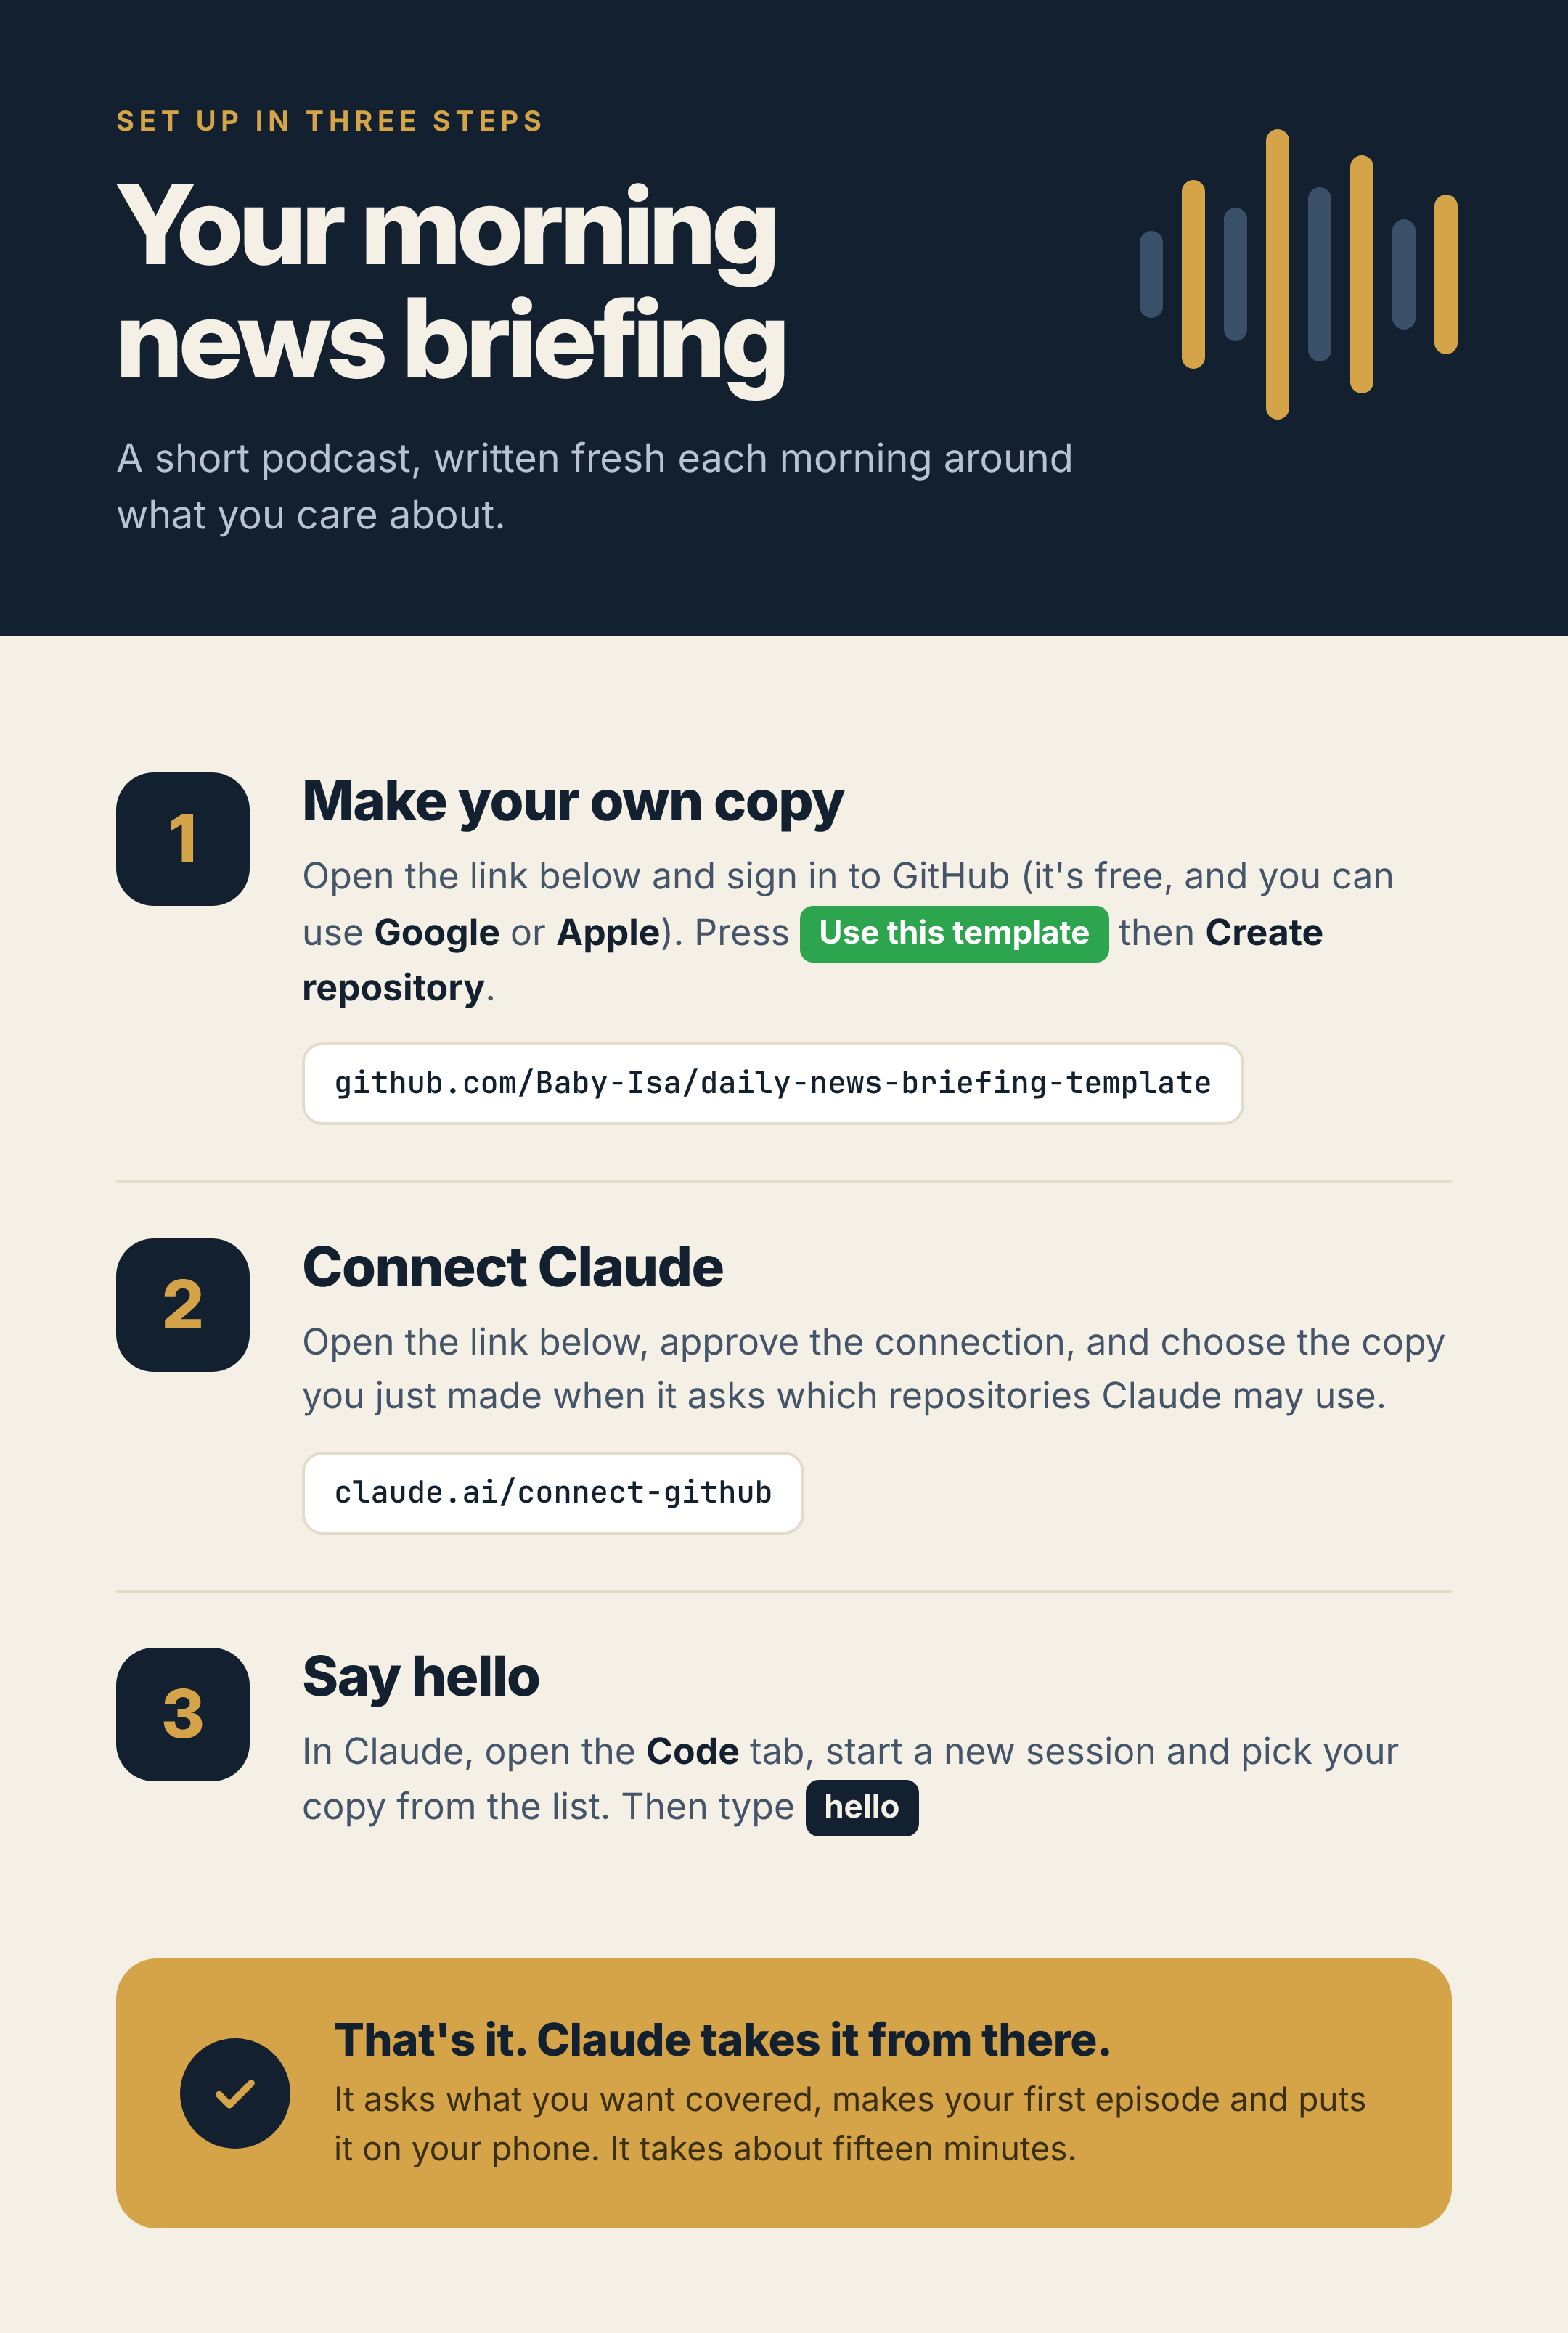 SET UP IN THREE STEPS
Your morning
news briefing
A short podcast, written fresh each morning around
what you care about.
1
Make your own copy
Open the link below and sign in to GitHub (it's free, and you can
use Google or Apple). Press Use this template then Create
repository.
github.com/Baby-Isa/daily-news-briefing-template
2
Connect Claude
Open the link below, approve the connection, and choose the copy
you just made when it asks which repositories Claude may use.
claude.ai/connect-github
3
Say hello
In Claude, open the Code tab, start a new session and pick your
copy from the list. Then type hello
That's it. Claude takes it from there.
It asks what you want covered, makes your first episode and puts
it on your phone. It takes about fifteen minutes.